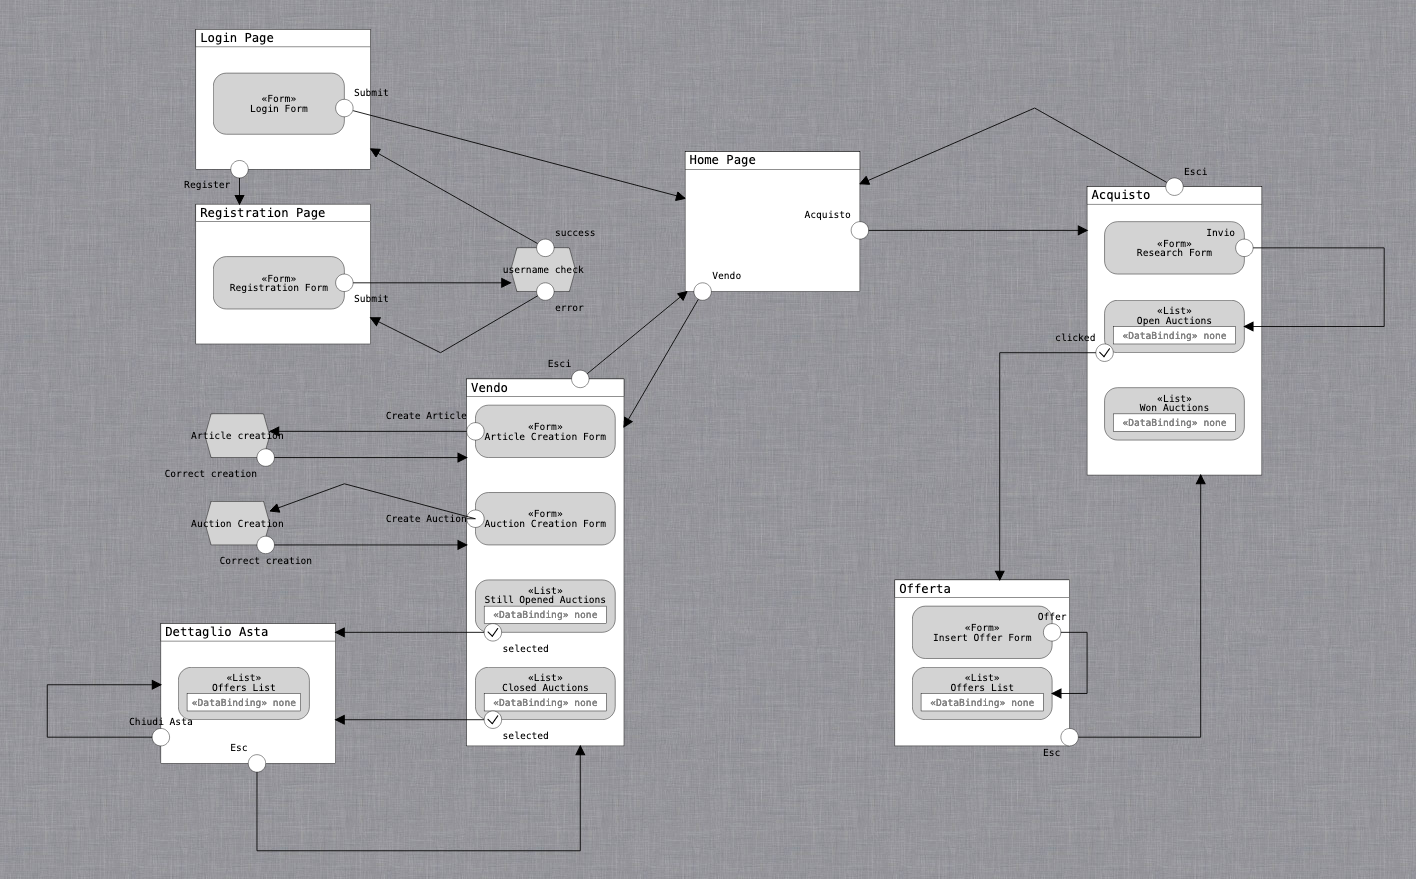 Login Page
«Form»
Login Form
Submit
Register
Registration Page
«Form»
Registration Form
Submit
success
username check
error
Home Page
Acquisto
Vendo
Esci
Acquisto
Invio
«Form»
Research Form
«List»
Open Auctions
«DataBinding» none
clicked
«List»
Won Auctions
«DataBinding» none
Esci
Vendo
Create Article
«Form»
Article Creation Form
Article creation
Correct creation
Create Auction
«Form»
Auction Creation Form
Auction Creation
Correct creation
«List»
Still Opened Auctions
«DataBinding» none
selected
«List»
Closed Auctions
«DataBinding» none
selected
Dettaglio Asta
«List»
Offers List
«DataBinding» none
Chiudi Asta
Esc
Offerta
Offer
«Form»
Insert Offer Form
«List»
Offers List
«DataBinding» none
Esc